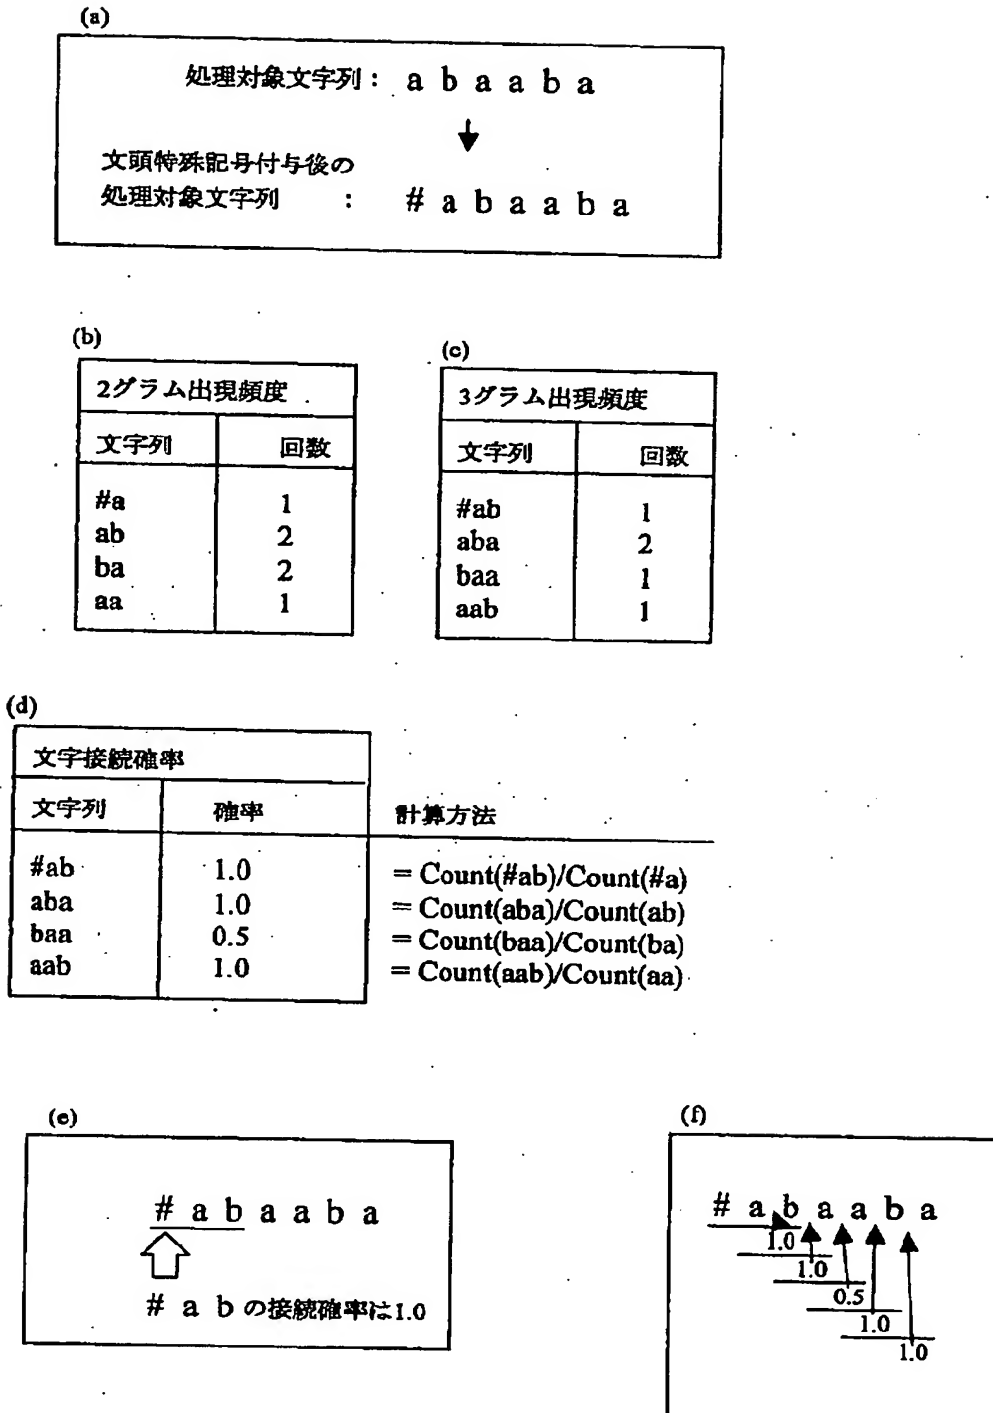 (a)
処理対象文字列： a b a a b a
文頭特殊記号付与後の
処理対象文字列 ： # a b a a b a
(b)
2グラム出現頻度
文字列 回数
#a 1
ab 2
ba 2
aa 1
(c)
3グラム出現頻度
文字列 回数
#ab 1
aba 2
baa 1
aab 1
(d)
文字接続確率
文字列 確率 計算方法
#ab 1.0 = Count(#ab)/Count(#a)
aba 1.0 = Count(aba)/Count(ab)
baa 0.5 = Count(baa)/Count(ba)
aab 1.0 = Count(aab)/Count(aa)
(e)
# a b a a b a
# a b の接続確率は1.0
(f)
# a b a a b a
1.0
1.0
0.5
1.0
1.0